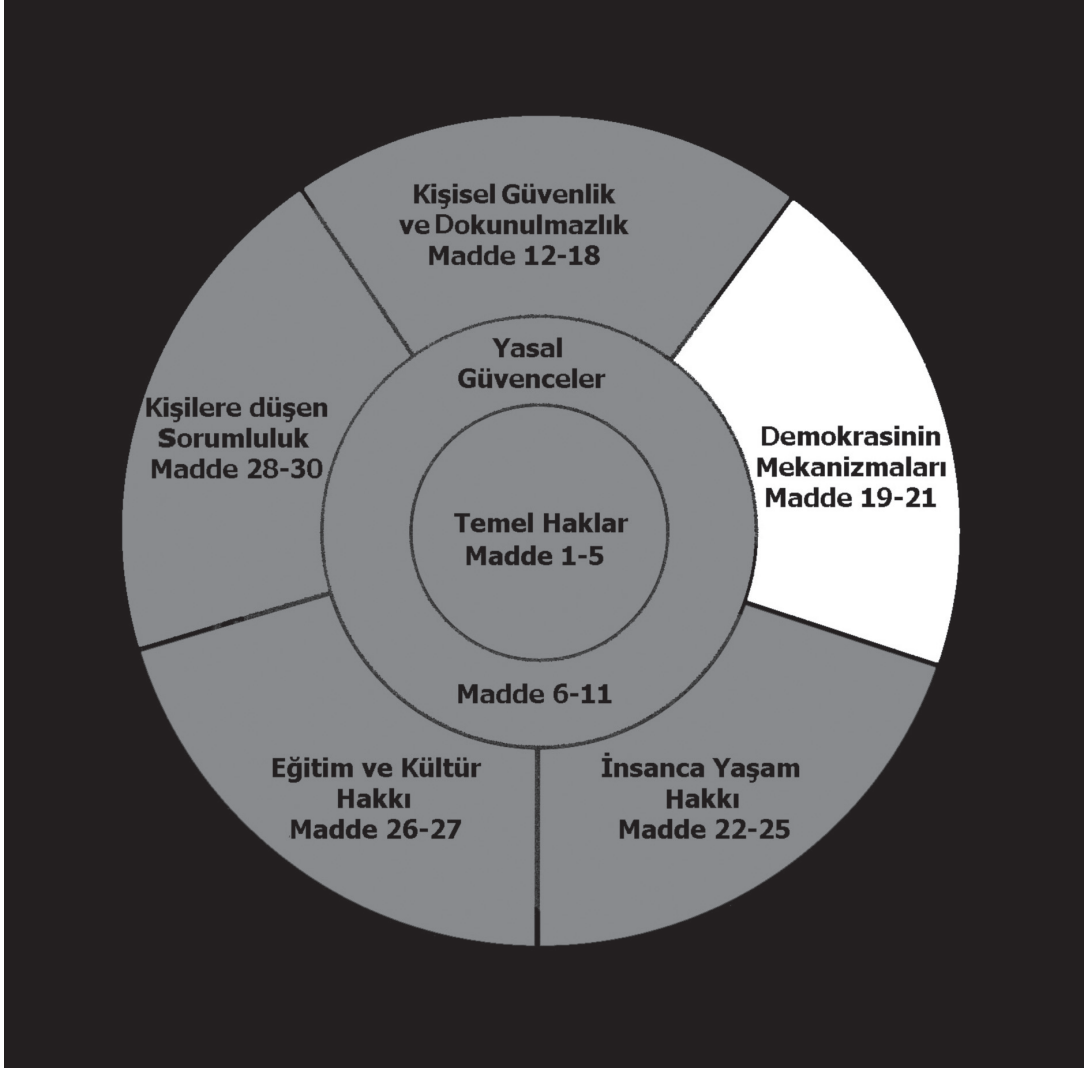 Kişisel Güvenlik
ve Dokunulmazlık
Madde 12-18
Yasal
Güvenceler
Kişilere düşen
Sorumluluk
Madde 28-30
Demokrasinin
Mekanizmaları
Madde 19-21
Temel Haklar
Madde 1-5
Madde 6-11
Eğitim ve Kültür
Hakkı
Madde 26-27
İnsanca Yaşam
Hakkı
Madde 22-25